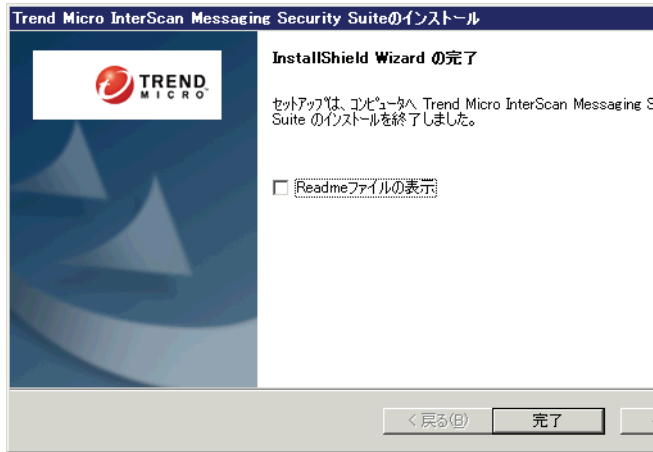 Trend Micro InterScan Messaging Security Suiteのインストール
TREND
MICRO
InstallShield Wizard の完了
セットアップは、コンピュータへ Trend Micro InterScan Messaging S
Suite のインストールを終了しました。
Readmeファイルの表示
< 戻る(B)
完了